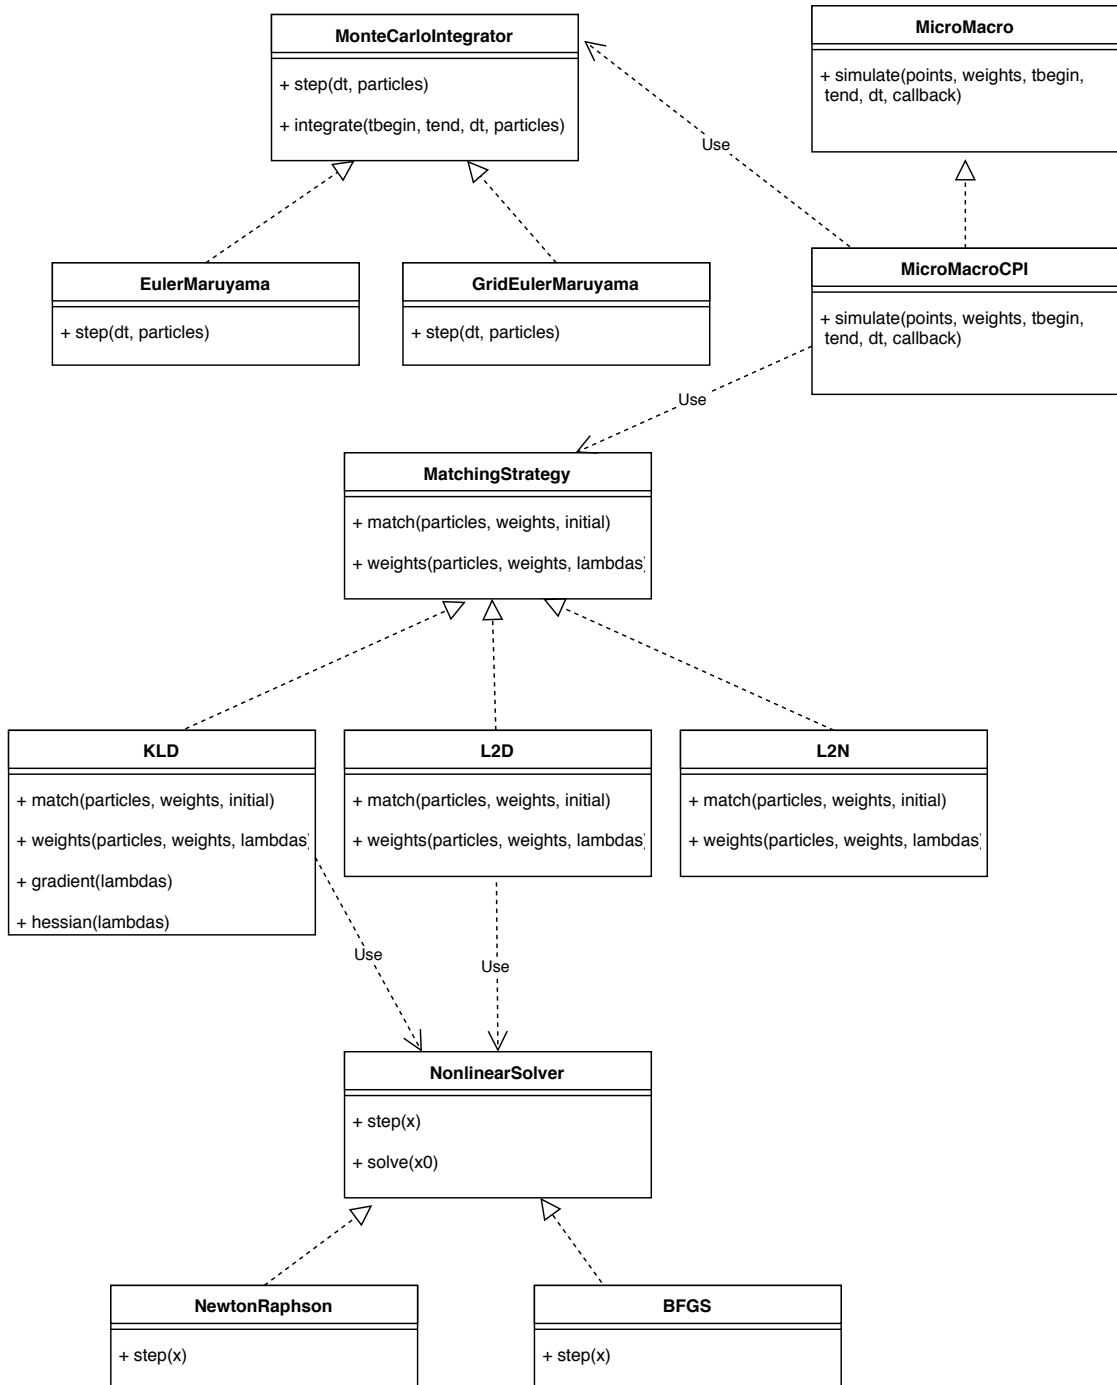 MonteCarloIntegrator
+ step(dt, particles)
+ integrate(tbegin, tend, dt, particles)
MicroMacro
+ simulate(points, weights, tbegin,
tend, dt, callback)
Use
EulerMaruyama
+ step(dt, particles)
GridEulerMaruyama
+ step(dt, particles)
MicroMacroCPI
+ simulate(points, weights, tbegin,
tend, dt, callback)
Use
MatchingStrategy
+ match(particles, weights, initial)
+ weights(particles, weights, lambdas)
KLD
+ match(particles, weights, initial)
+ weights(particles, weights, lambdas)
+ gradient(lambdas)
+ hessian(lambdas)
L2D
+ match(particles, weights, initial)
+ weights(particles, weights, lambdas)
L2N
+ match(particles, weights, initial)
+ weights(particles, weights, lambdas)
Use
Use
NonlinearSolver
+ step(x)
+ solve(x0)
NewtonRaphson
+ step(x)
BFGS
+ step(x)